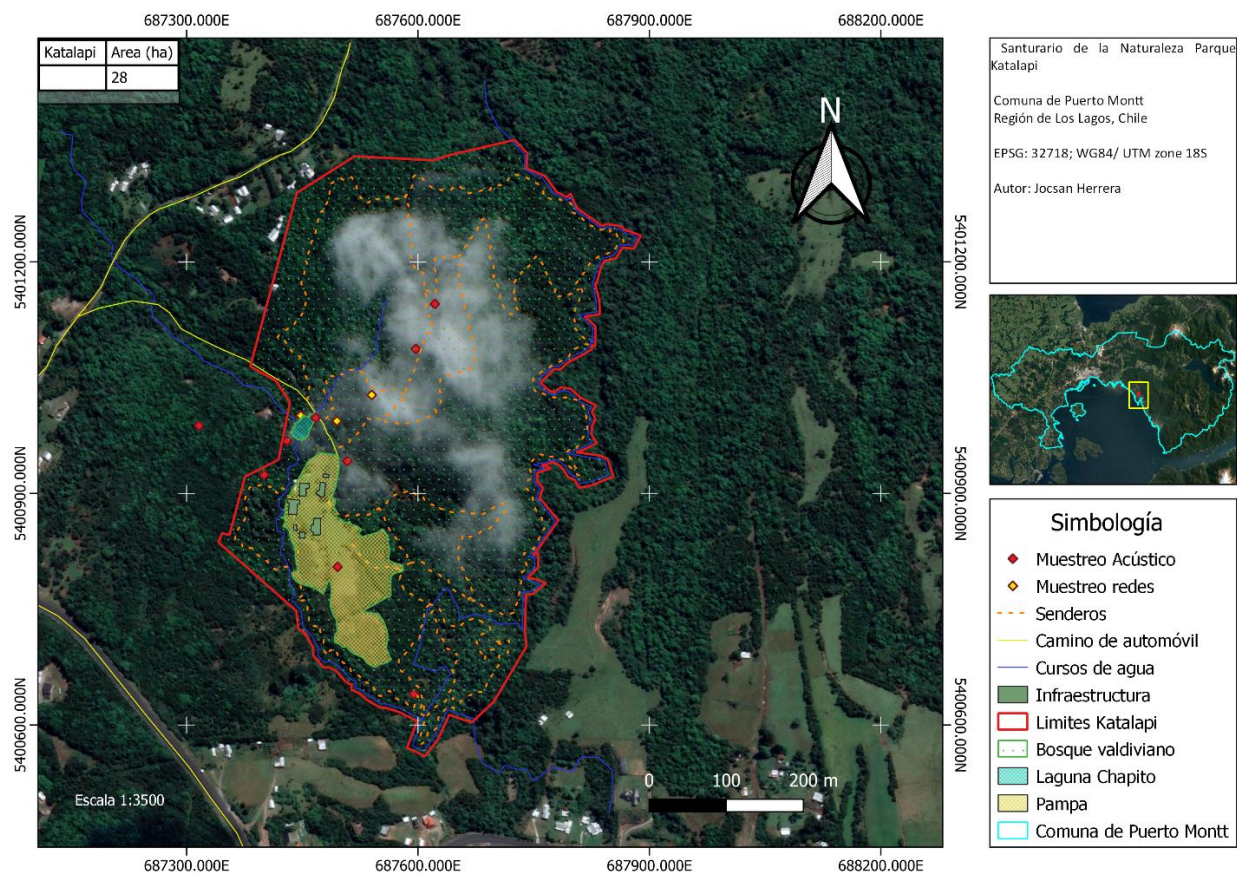 687300.000E 687600.000E 687900.000E 688200.000E
Katalapi Area (ha)
28
N
5401200.000N 5401200.000N
5400900.000N 5400900.000N
5400600.000N 5400600.000N
0 100 200 m
Escala 1:3500
687300.000E 687600.000E 687900.000E 688200.000E
Santurario de la Naturaleza Parque
Katalapi
Comuna de Puerto Montt
Región de Los Lagos, Chile
EPSG: 32718; WG84/ UTM zone 18S
Autor: Jocsan Herrera
Simbología
Muestreo Acústico
Muestreo redes
Senderos
Camino de automóvil
Cursos de agua
Infraestructura
Limites Katalapi
Bosque valdiviano
Laguna Chapito
Pampa
Comuna de Puerto Montt